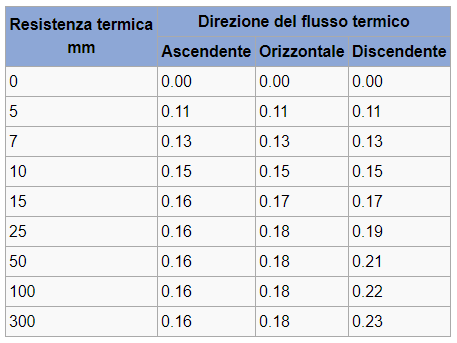 Resistenza termica mm Direzione del flusso termico
Ascendente Orizzontale Discendente
0 0.00 0.00 0.00
5 0.11 0.11 0.11
7 0.13 0.13 0.13
10 0.15 0.15 0.15
15 0.16 0.17 0.17
25 0.16 0.18 0.19
50 0.16 0.18 0.21
100 0.16 0.18 0.22
300 0.16 0.18 0.23